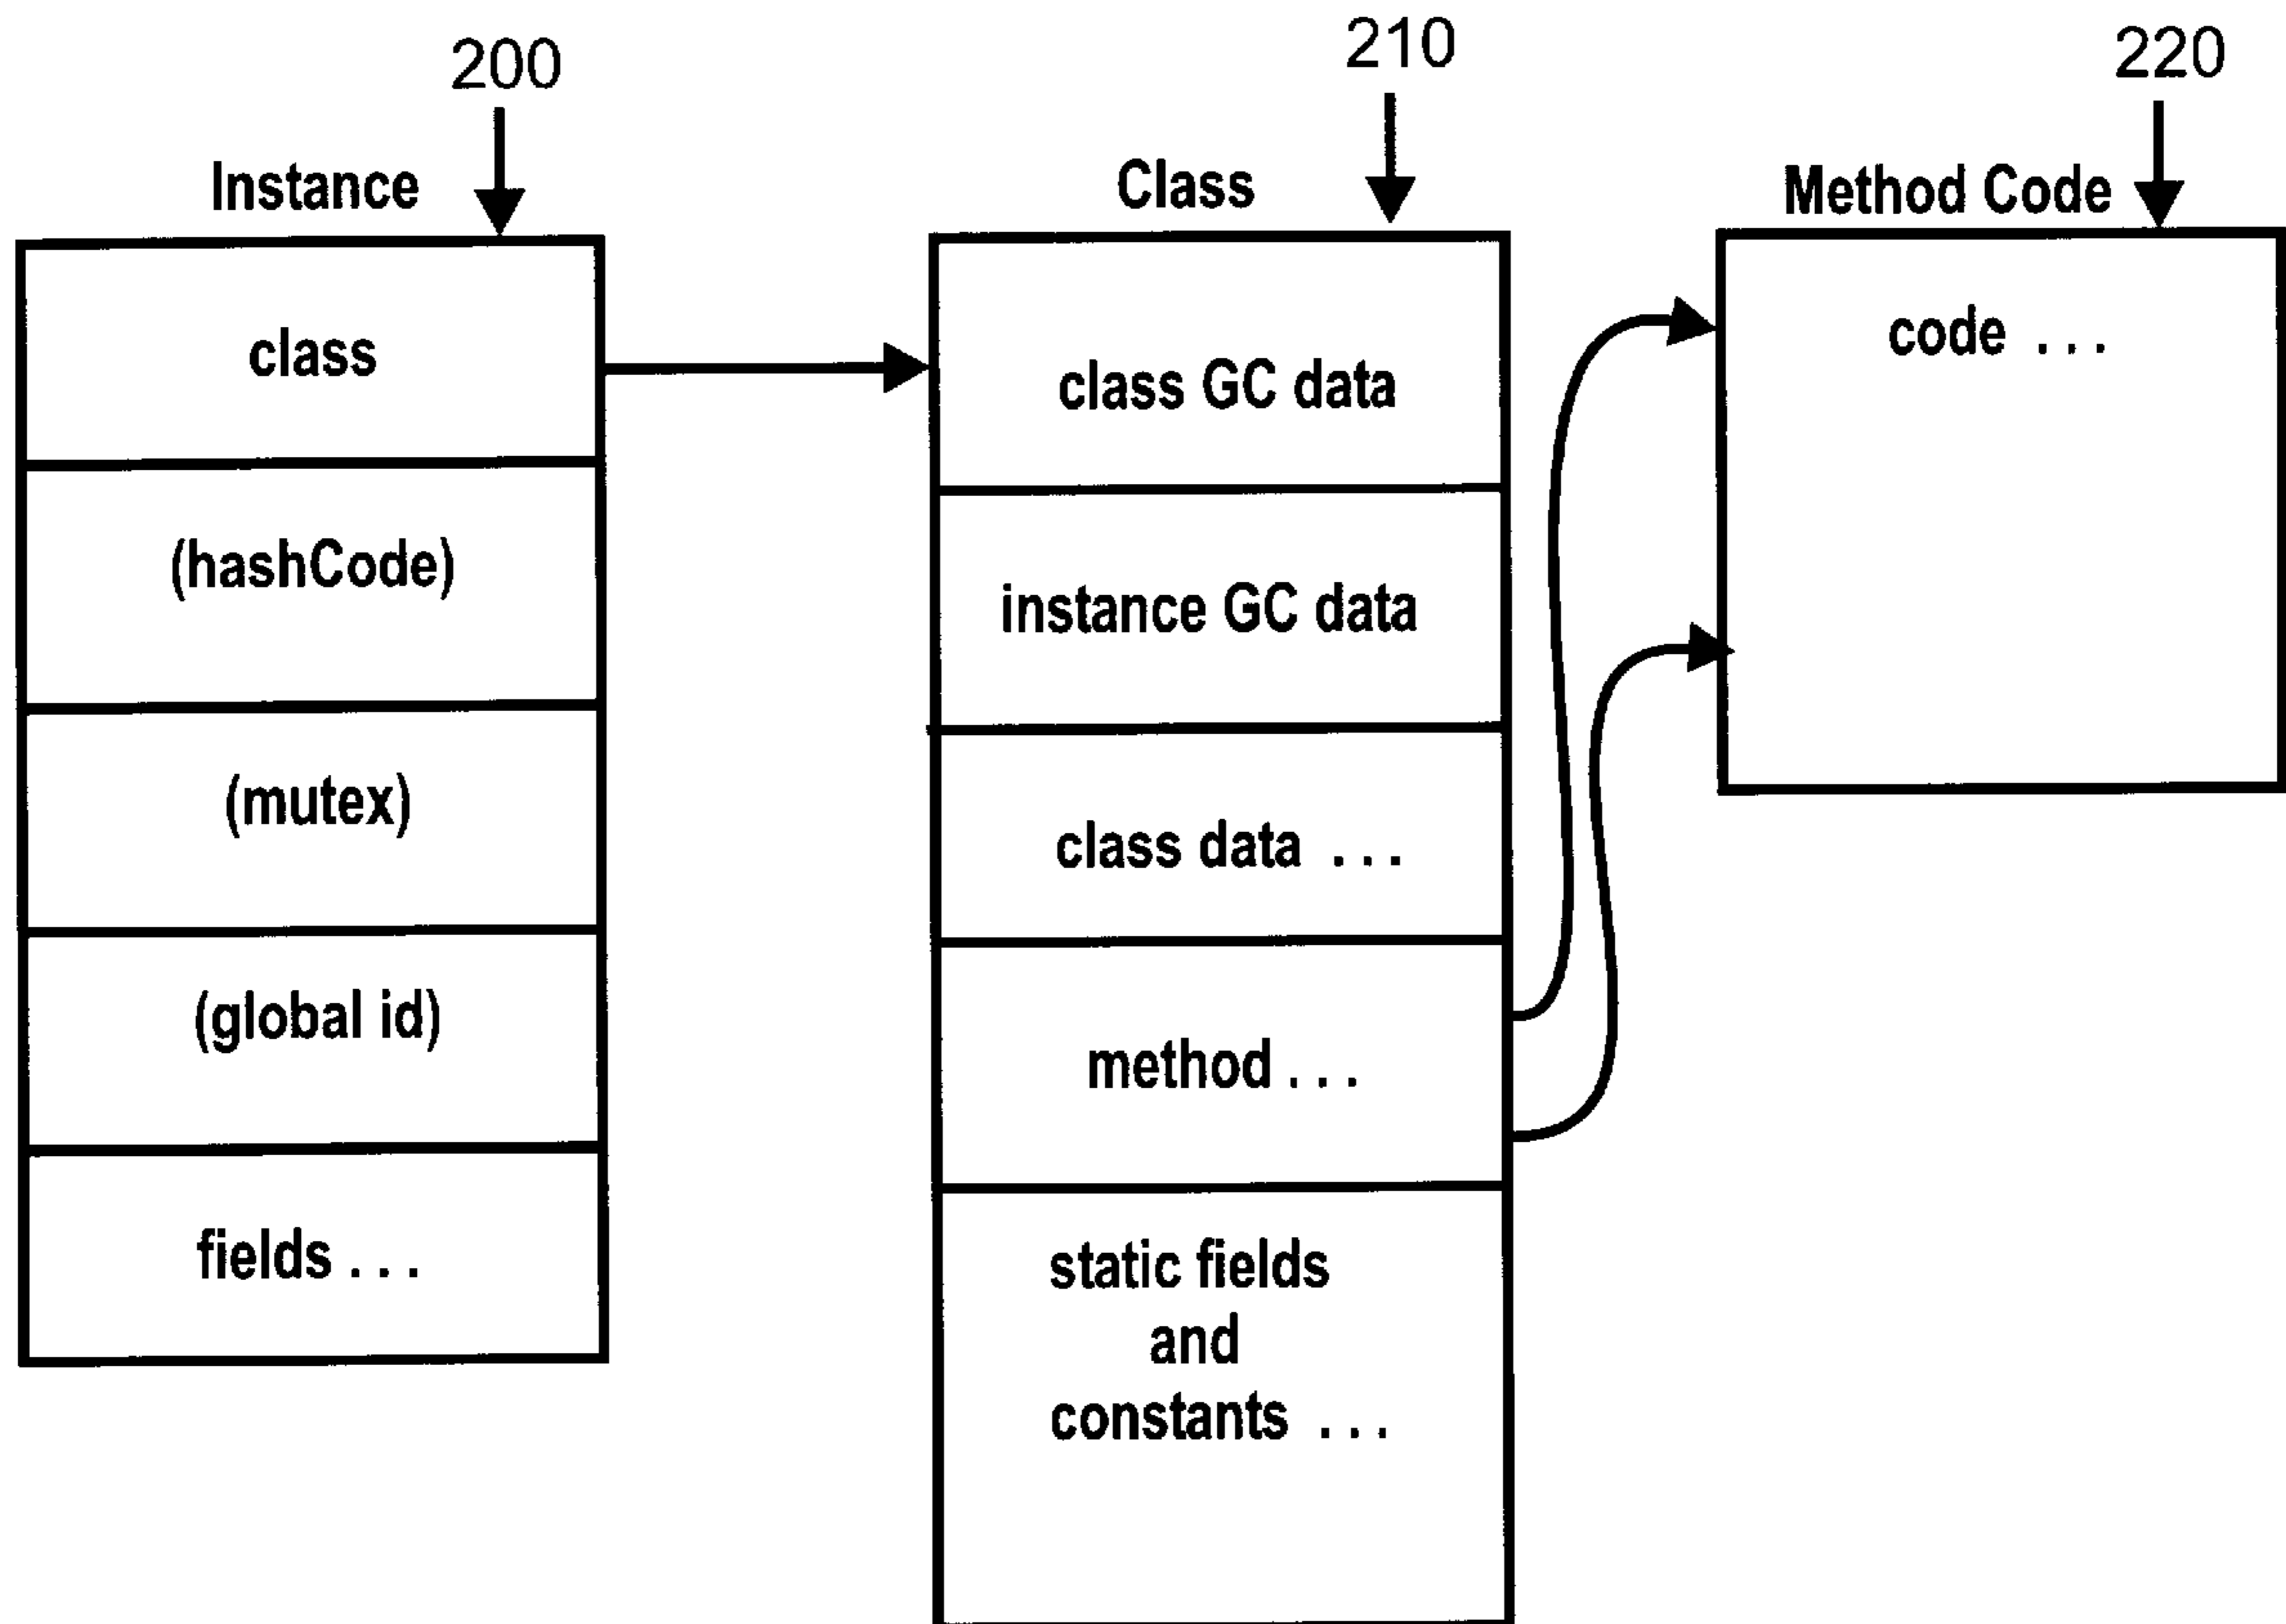 200
210
220
Instance
Class
Method Code
class
(hashCode)
(mutex)
(global id)
fields . . .
class GC data
instance GC data
class data . . .
method . . .
static fields
and
constants . . .
code . . .